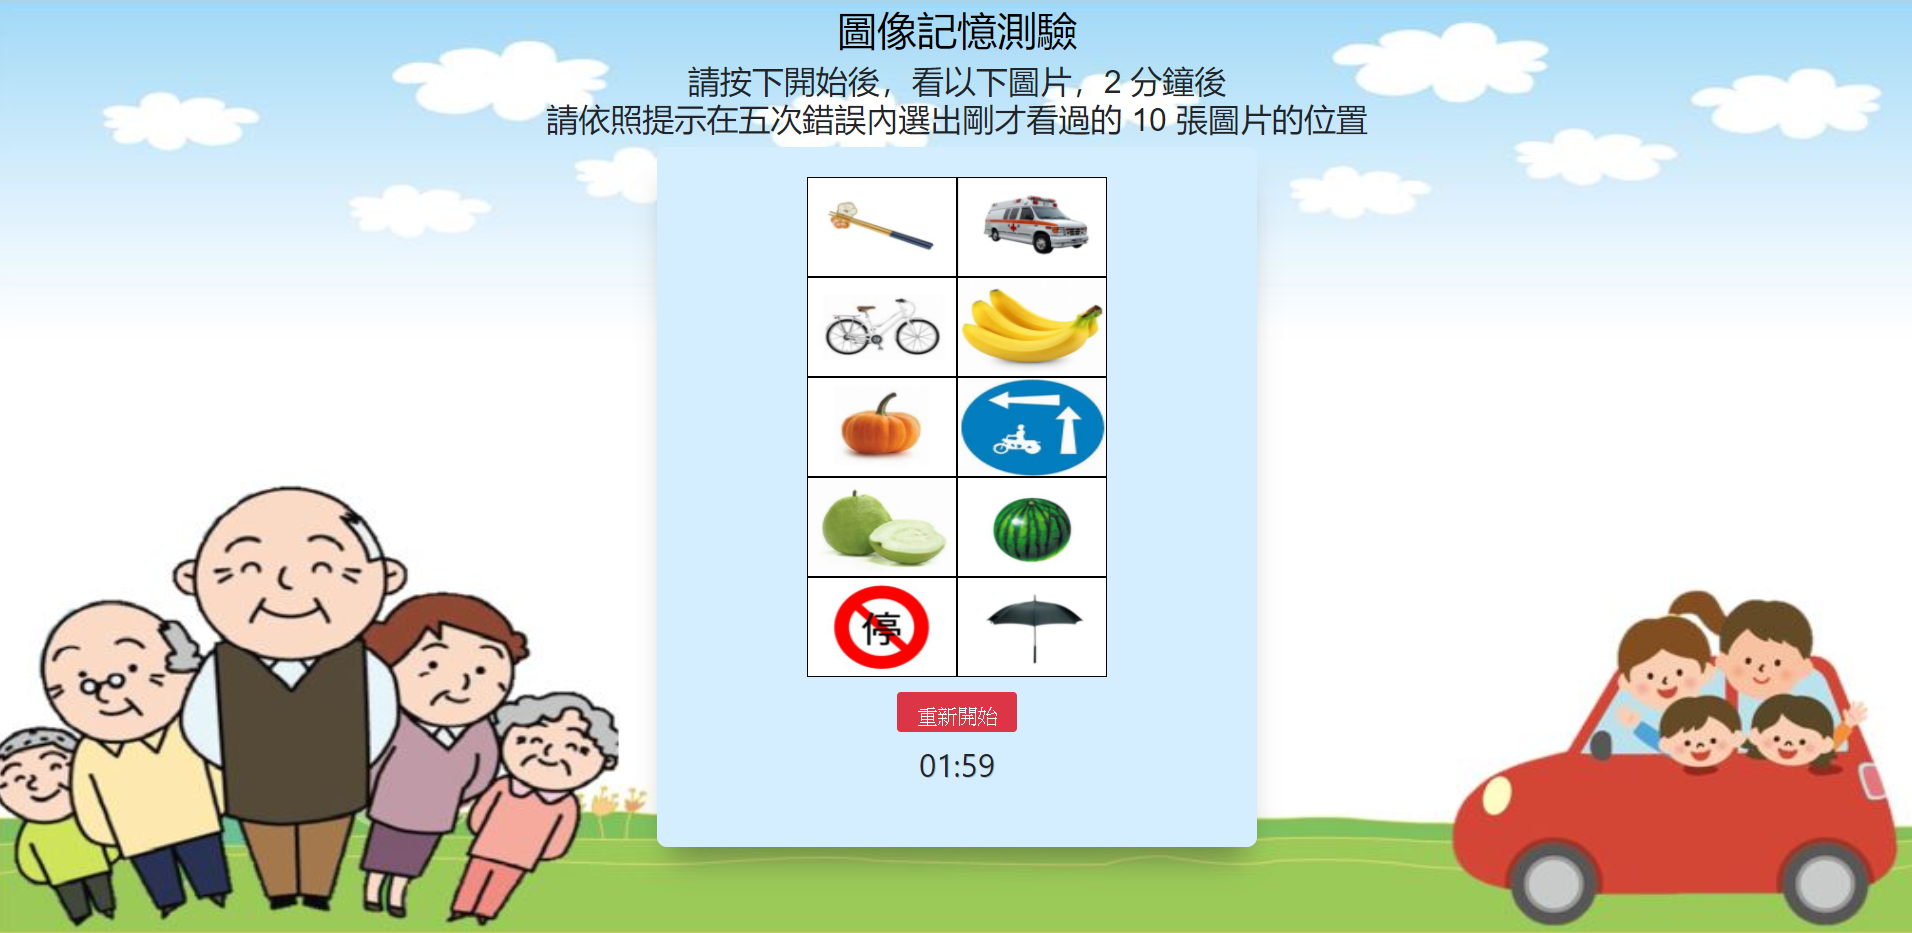 圖像記憶測驗
請按下開始後，看以下圖片，2 分鐘後
請依照提示在五次錯誤內選出剛才看過的 10 張圖片的位置
停
重新開始
01:59